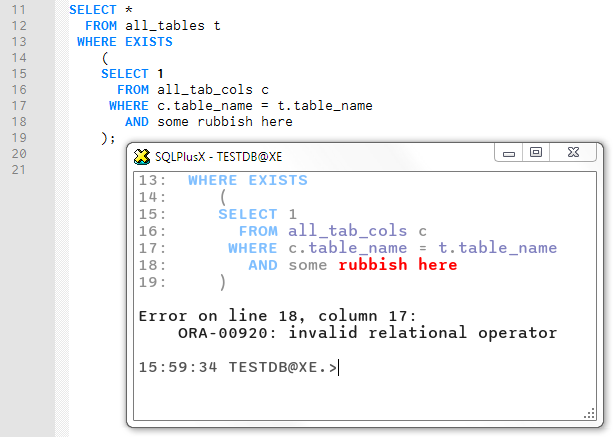 11 SELECT *
12 FROM all_tables t
13 WHERE EXISTS
14 (
15 SELECT 1
16 FROM all_tab_cols c
17 WHERE c.table_name = t.table_name
18 AND some rubbish here
19 );
20
21
SQLPlusX - TESTDB@XE
13: WHERE EXISTS
14: (
15: SELECT 1
16: FROM all_tab_cols c
17: WHERE c.table_name = t.table_name
18: AND some rubbish here
19: )
Error on line 18, column 17:
ORA-00920: invalid relational operator
15:59:34 TESTDB@XE.>